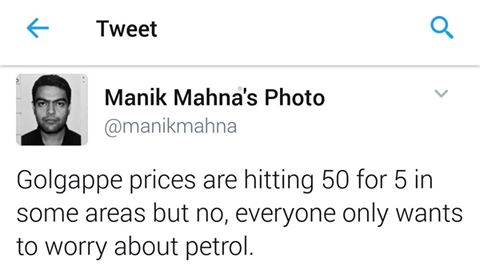 Tweet
Manik Mahna's Photo
@manikmahna
Golgappe prices are hitting 50 for 5 in
some areas but no, everyone only wants
to worry about petrol.